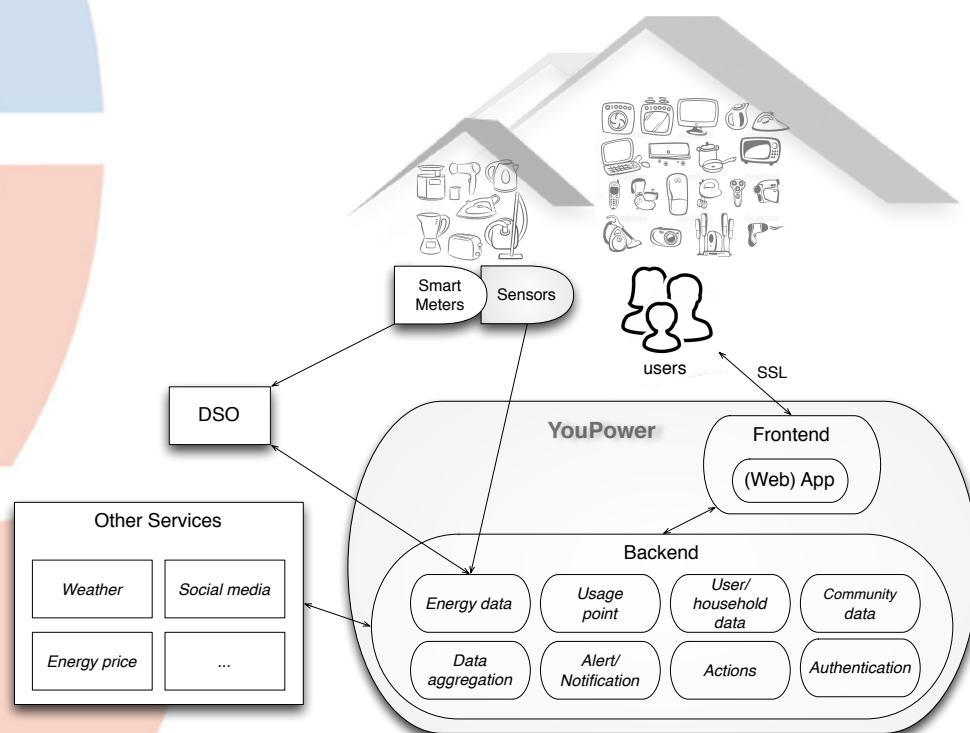 Smart
Meters
Sensors
users
SSL
DSO
YouPower
Frontend
(Web) App
Other Services
Weather
Social media
Energy price
...
Backend
Energy data
Usage
point
User/
household
data
Community
data
Data
aggregation
Alert/
Notification
Actions
Authentication